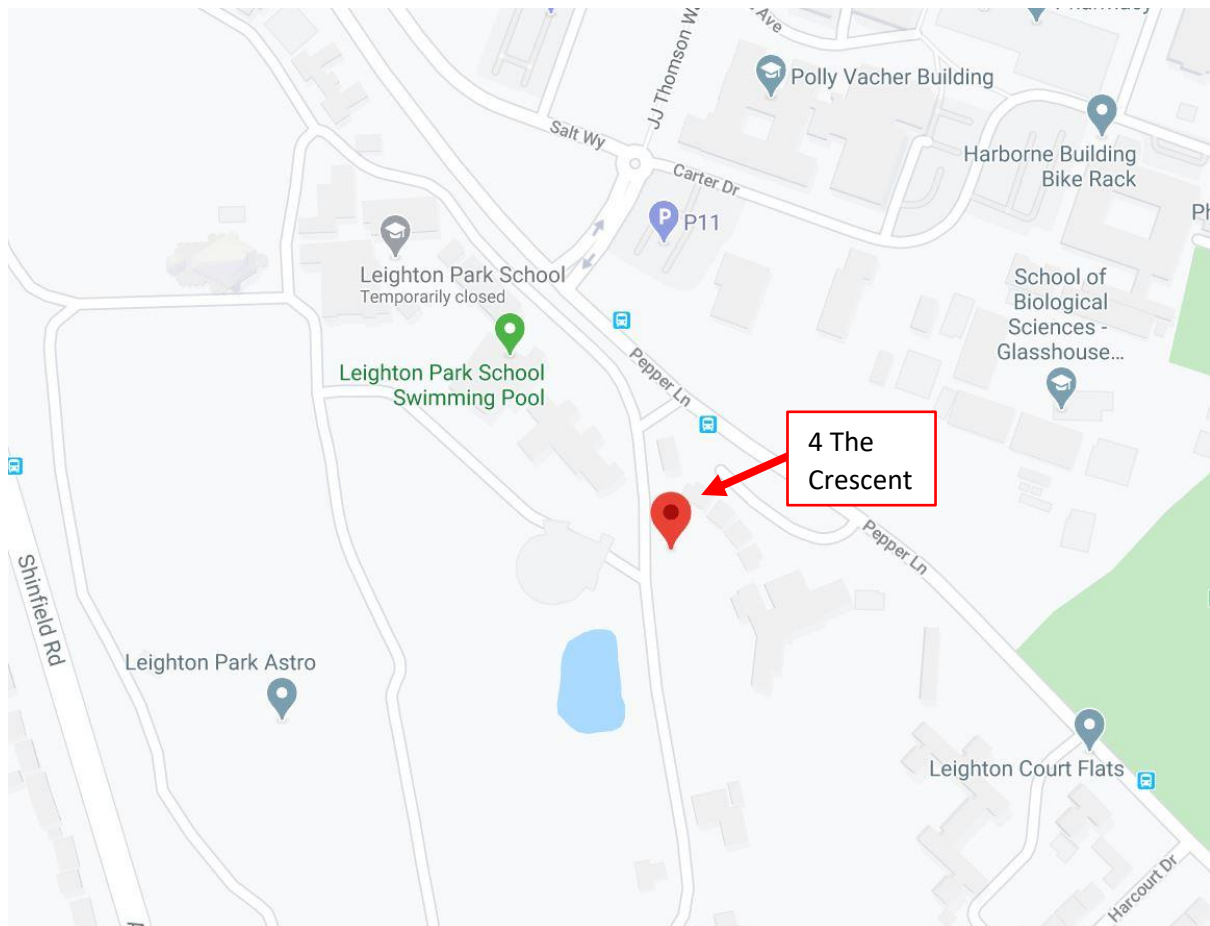 Pharmacy
Ave
JJ Thomson W
Polly Vacher Building
Salt Wy
Harborne Building
Bike Rack
Carter Dr
P
P11
Ph
Leighton Park School
Temporarily closed
School of
Biological
Sciences -
Glasshouse...
Leighton Park School
Swimming Pool
Pepper Ln
4 The
Crescent
Pepper Ln
Shinfield Rd
Leighton Park Astro
Leighton Court Flats
Harcourt Dr